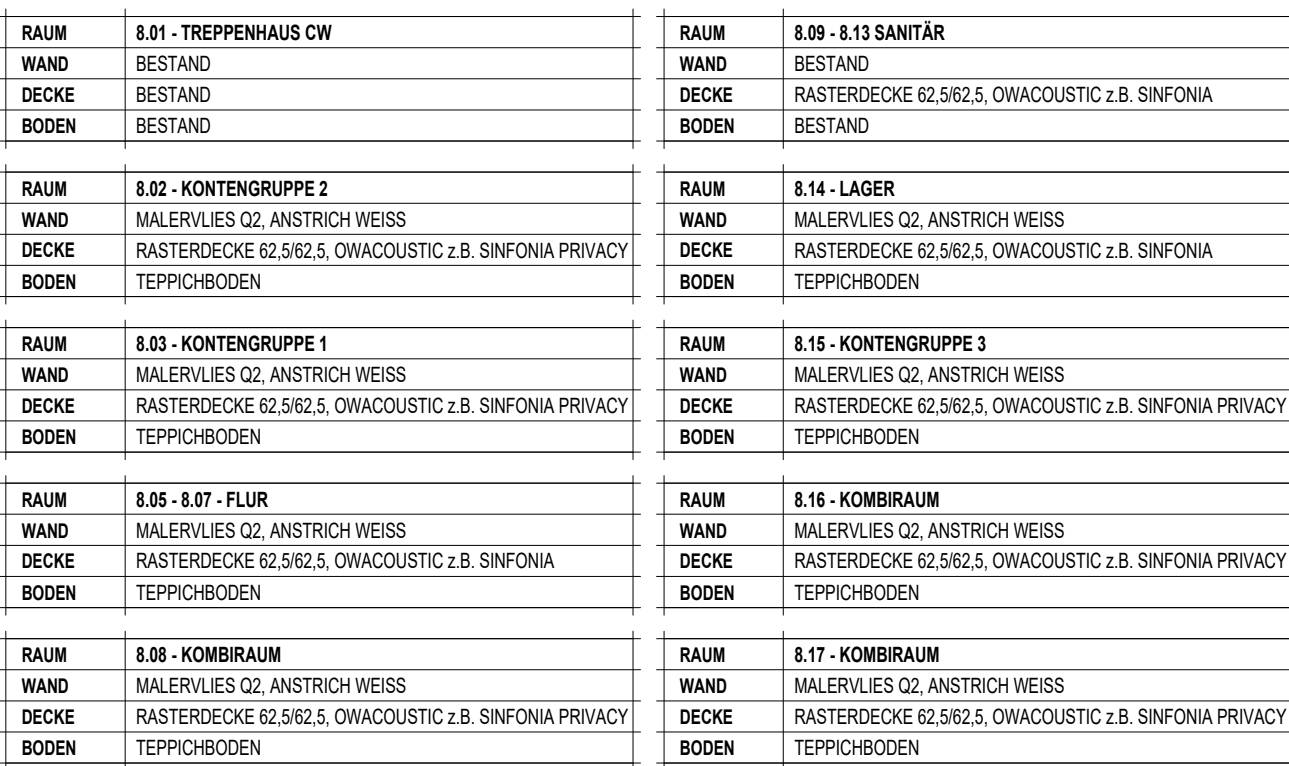 RAUM 8.01 - TREPPENHAUS CW
WAND BESTAND
DECKE BESTAND
BODEN BESTAND
RAUM 8.02 - KONTENGRUPPE 2
WAND MALERVLIES Q2, ANSTRICH WEISS
DECKE RASTERDECKE 62,5/62,5, OWACOUSTIC z.B. SINFONIA PRIVACY
BODEN TEPPICHBODEN
RAUM 8.03 - KONTENGRUPPE 1
WAND MALERVLIES Q2, ANSTRICH WEISS
DECKE RASTERDECKE 62,5/62,5, OWACOUSTIC z.B. SINFONIA PRIVACY
BODEN TEPPICHBODEN
RAUM 8.05 - 8.07 - FLUR
WAND MALERVLIES Q2, ANSTRICH WEISS
DECKE RASTERDECKE 62,5/62,5, OWACOUSTIC z.B. SINFONIA
BODEN TEPPICHBODEN
RAUM 8.08 - KOMBIRAUM
WAND MALERVLIES Q2, ANSTRICH WEISS
DECKE RASTERDECKE 62,5/62,5, OWACOUSTIC z.B. SINFONIA PRIVACY
BODEN TEPPICHBODEN
RAUM 8.09 - 8.13 SANITÄR
WAND BESTAND
DECKE RASTERDECKE 62,5/62,5, OWACOUSTIC z.B. SINFONIA
BODEN BESTAND
RAUM 8.14 - LAGER
WAND MALERVLIES Q2, ANSTRICH WEISS
DECKE RASTERDECKE 62,5/62,5, OWACOUSTIC z.B. SINFONIA
BODEN TEPPICHBODEN
RAUM 8.15 - KONTENGRUPPE 3
WAND MALERVLIES Q2, ANSTRICH WEISS
DECKE RASTERDECKE 62,5/62,5, OWACOUSTIC z.B. SINFONIA PRIVACY
BODEN TEPPICHBODEN
RAUM 8.16 - KOMBIRAUM
WAND MALERVLIES Q2, ANSTRICH WEISS
DECKE RASTERDECKE 62,5/62,5, OWACOUSTIC z.B. SINFONIA PRIVACY
BODEN TEPPICHBODEN
RAUM 8.17 - KOMBIRAUM
WAND MALERVLIES Q2, ANSTRICH WEISS
DECKE RASTERDECKE 62,5/62,5, OWACOUSTIC z.B. SINFONIA PRIVACY
BODEN TEPPICHBODEN